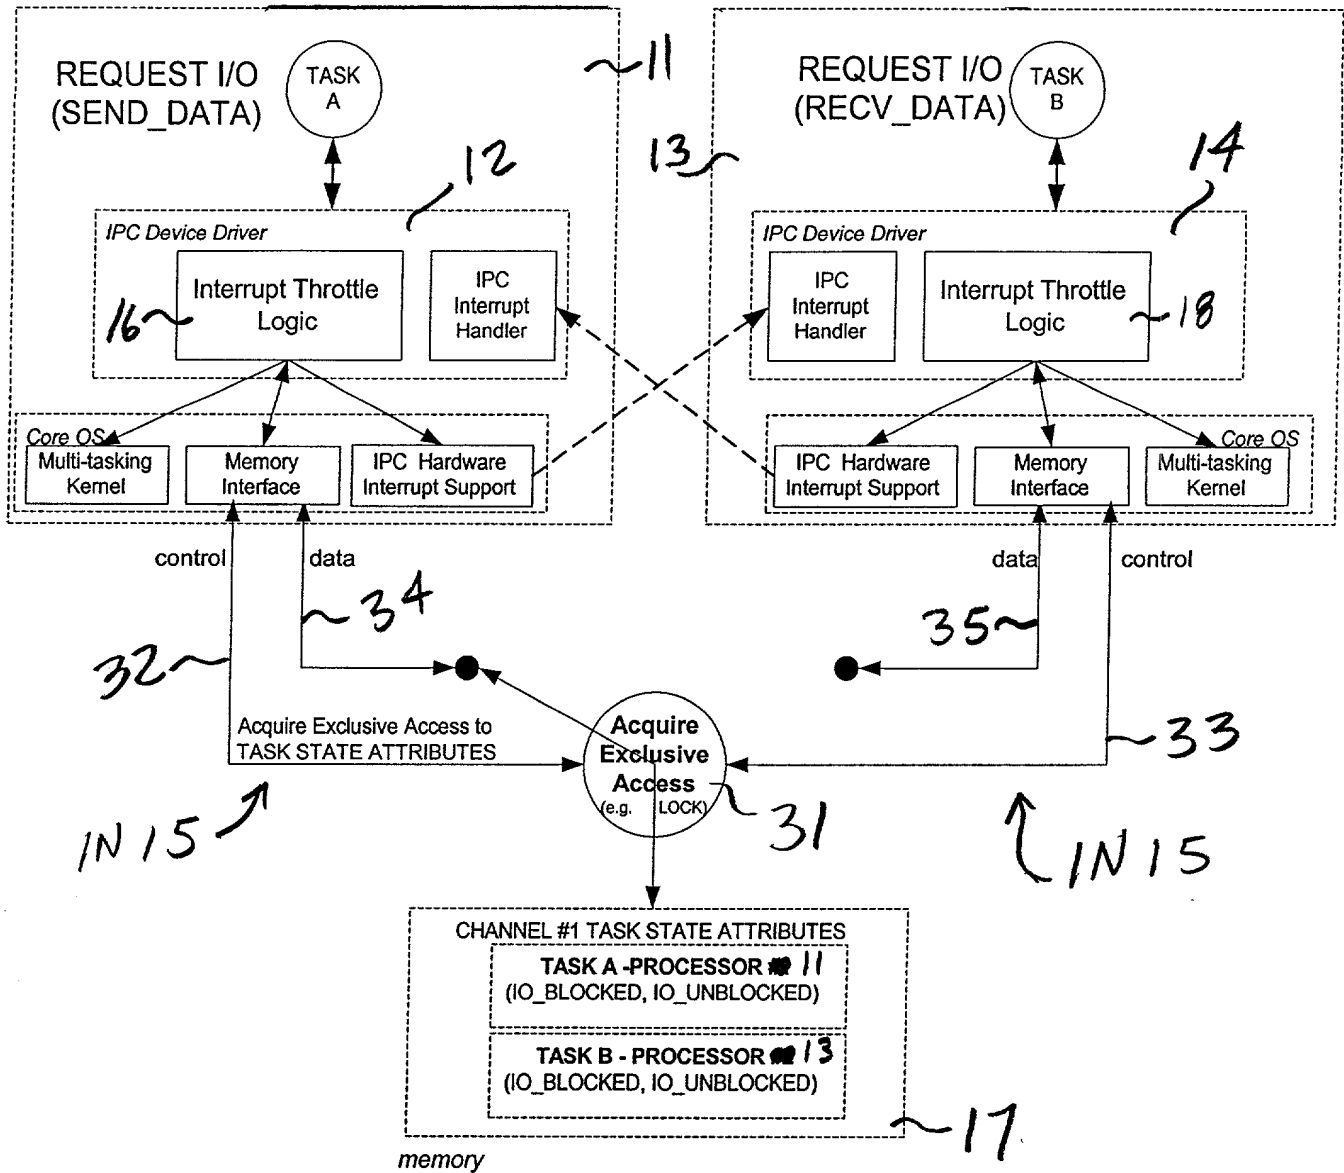 REQUEST I/O
(SEND_DATA)
TASK
A
11
12
IPC Device Driver
Interrupt Throttle
Logic
16
IPC
Interrupt
Handler
Core OS
Multi-tasking
Kernel
Memory
Interface
IPC Hardware
Interrupt Support
REQUEST I/O
(RECV_DATA)
TASK
B
13
14
IPC Device Driver
IPC
Interrupt
Handler
Interrupt Throttle
Logic
18
Core OS
IPC Hardware
Interrupt Support
Memory
Interface
Multi-tasking
Kernel
control
data
34
32
data
control
35
33
Acquire Exclusive Access to
TASK STATE ATTRIBUTES
Acquire
Exclusive
Access
(e.g. LOCK)
31
IN 15
IN 15
CHANNEL #1 TASK STATE ATTRIBUTES
TASK A -PROCESSOR 11
(IO_BLOCKED, IO_UNBLOCKED)
TASK B - PROCESSOR 13
(IO_BLOCKED, IO_UNBLOCKED)
17
memory